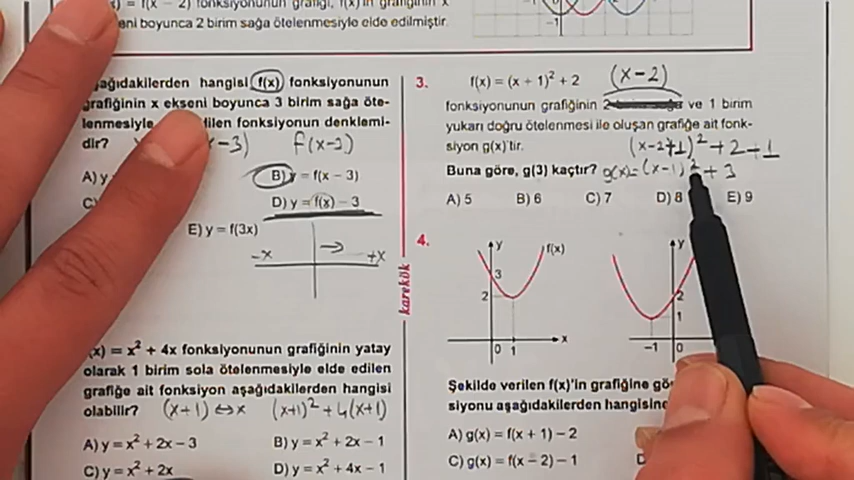 = f(x − 2) fonksiyonunun grafiği, f(x)'in grafiğinin x
eni boyunca 2 birim sağa ötelenmesiyle elde edilmiştir.
−1
aşağıdakilerden hangisi f(x) fonksiyonunun
grafiğinin x ekseni boyunca 3 birim sağa öte-
lenmesiyle dilen fonksiyonun denklemi-
dir?
-3) f(x-2)
A) y
B) y = f(x − 3)
C)
D) y = f(x) − 3
E) y = f(3x)
-x +x
karekök
(x) = x² + 4x fonksiyonunun grafiğinin yatay
olarak 1 birim sola ötelenmesiyle elde edilen
grafiğe ait fonksiyon aşağıdakilerden hangisi
olabilir? (x+1) ↔ x (x+1)² + 4(x+1)
A) y = x² + 2x − 3
B) y = x² + 2x − 1
C) y = x² + 2x
D) y = x² + 4x − 1
3. f(x) = (x + 1)² + 2 (x-2)
fonksiyonunun grafiğinin 2 ve 1 birim
yukarı doğru ötelenmesi ile oluşan grafiğe ait fonk-
siyon g(x)'tir. (x-2+1)² + 2 + 1
Buna göre, g(3) kaçtır? g(x) = (x-1)² + 3
A) 5 B) 6 C) 7 D) 8 E) 9
4.
y f(x)
3
2
0 1 x
y
2
1
−1 0
Şekilde verilen f(x)'in grafiğine gö
siyonu aşağıdakilerden hangisine
A) g(x) = f(x + 1) − 2
C) g(x) = f(x − 2) − 1
D